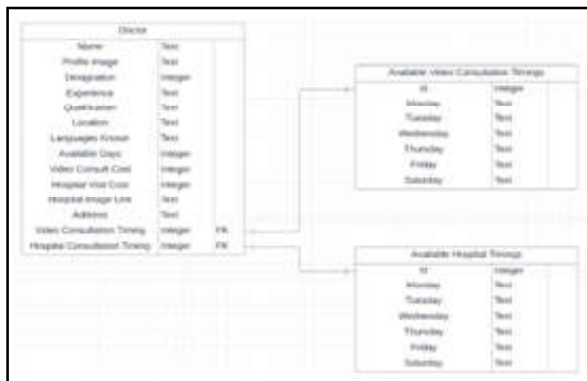 Doctor
Name Text
Profile Image Text
Designation Integer
Experience Text
Qualification Text
Location Text
Languages Known Text
Available Days Integer
Video Consult Cost Integer
Hospital Visit Cost Integer
Hospital Image Link Text
Address Text
Video Consultation Timing Integer FK
Hospital Consultation Timing Integer FK
Available Video Consultation Timings
Id Integer
Monday Text
Tuesday Text
Wednesday Text
Thursday Text
Friday Text
Saturday Text
Available Hospital Timings
Id Integer
Monday Text
Tuesday Text
Wednesday Text
Thursday Text
Friday Text
Saturday Text